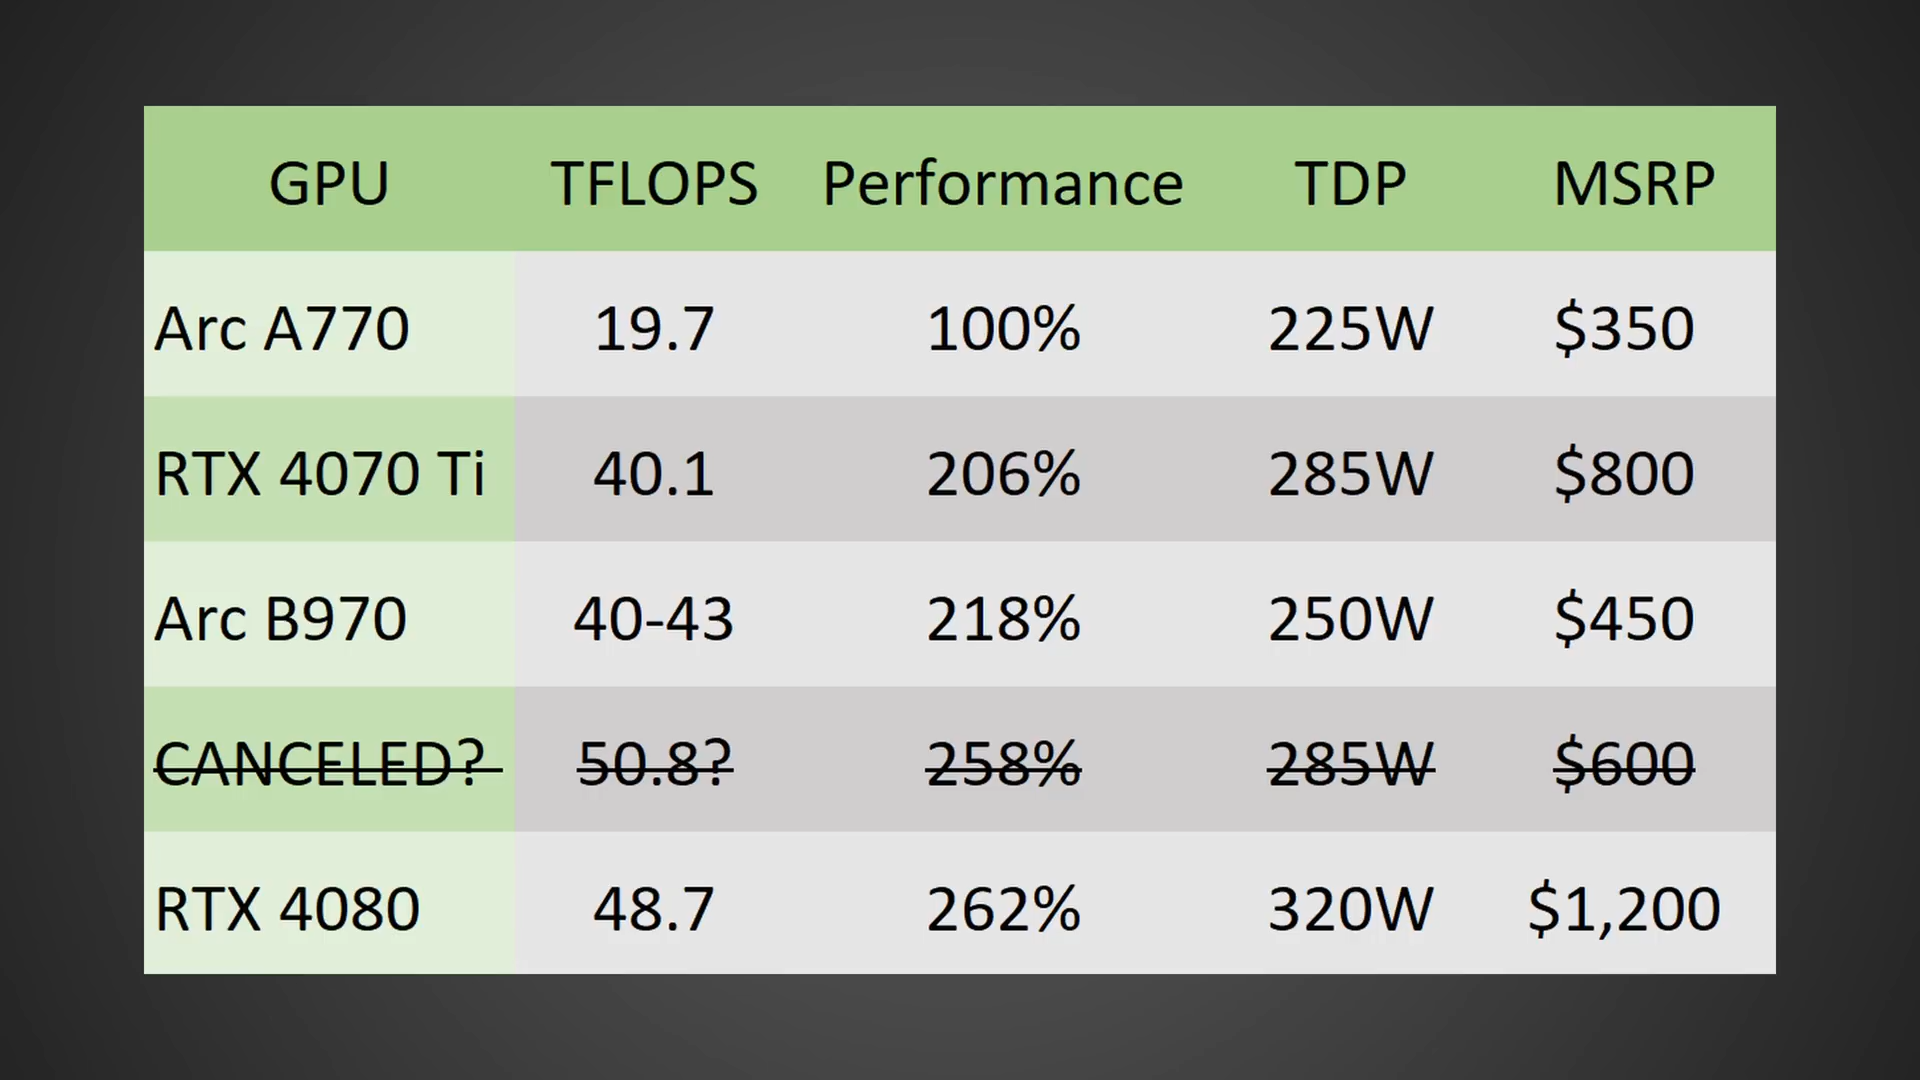 GPU TFLOPS Performance TDP MSRP
Arc A770 19.7 100% 225W $350
RTX 4070 Ti 40.1 206% 285W $800
Arc B970 40-43 218% 250W $450
CANCELED? 50.8? 258% 285W $600
RTX 4080 48.7 262% 320W $1,200